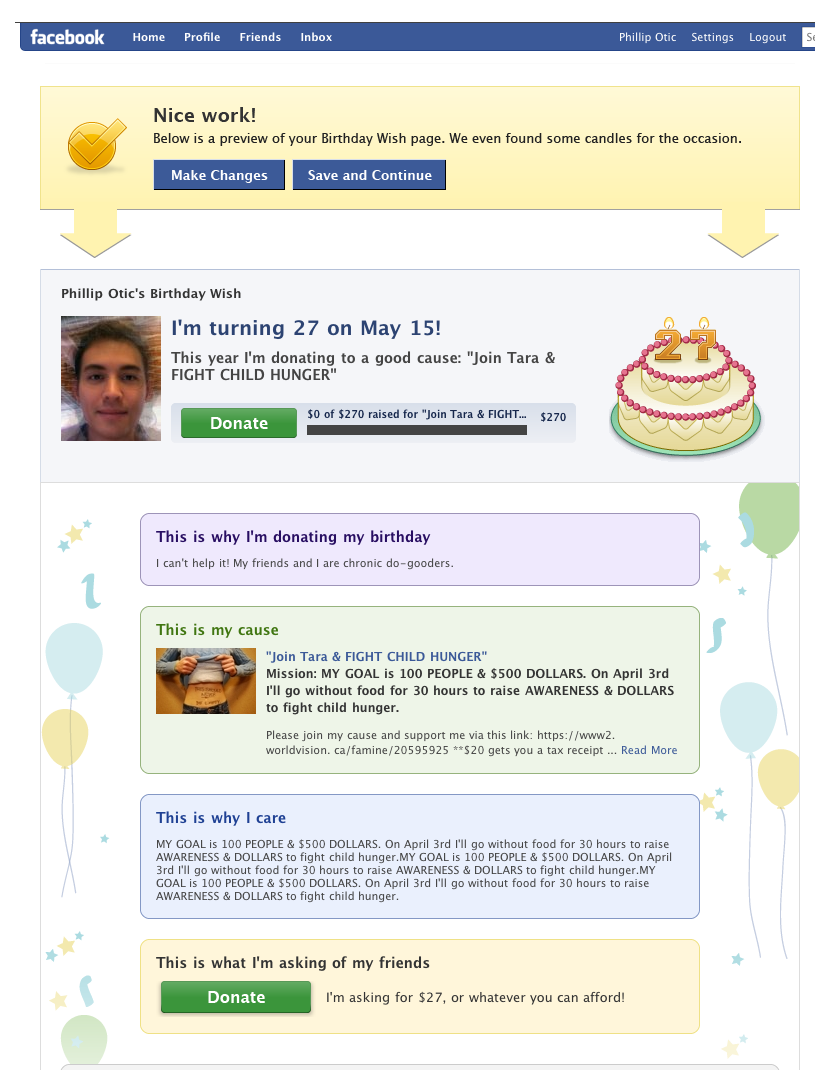 facebook Home Profile Friends Inbox Phillip Otic Settings Logout Se
Nice work!
Below is a preview of your Birthday Wish page. We even found some candles for the occasion.
Make Changes Save and Continue
Phillip Otic's Birthday Wish
I'm turning 27 on May 15!
This year I'm donating to a good cause: "Join Tara &
FIGHT CHILD HUNGER"
Donate $0 of $270 raised for "Join Tara & FIGHT... $270
27
This is why I'm donating my birthday
I can't help it! My friends and I are chronic do-gooders.
This is my cause
"Join Tara & FIGHT CHILD HUNGER"
Mission: MY GOAL is 100 PEOPLE & $500 DOLLARS. On April 3rd
I'll go without food for 30 hours to raise AWARENESS & DOLLARS
to fight child hunger.
Please join my cause and support me via this link: https://www2.
worldvision. ca/famine/20595925 **$20 gets you a tax receipt ... Read More
This is why I care
MY GOAL is 100 PEOPLE & $500 DOLLARS. On April 3rd I'll go without food for 30 hours to raise
AWARENESS & DOLLARS to fight child hunger.MY GOAL is 100 PEOPLE & $500 DOLLARS. On April
3rd I'll go without food for 30 hours to raise AWARENESS & DOLLARS to fight child hunger.MY
GOAL is 100 PEOPLE & $500 DOLLARS. On April 3rd I'll go without food for 30 hours to raise
AWARENESS & DOLLARS to fight child hunger.
This is what I'm asking of my friends
Donate I'm asking for $27, or whatever you can afford!